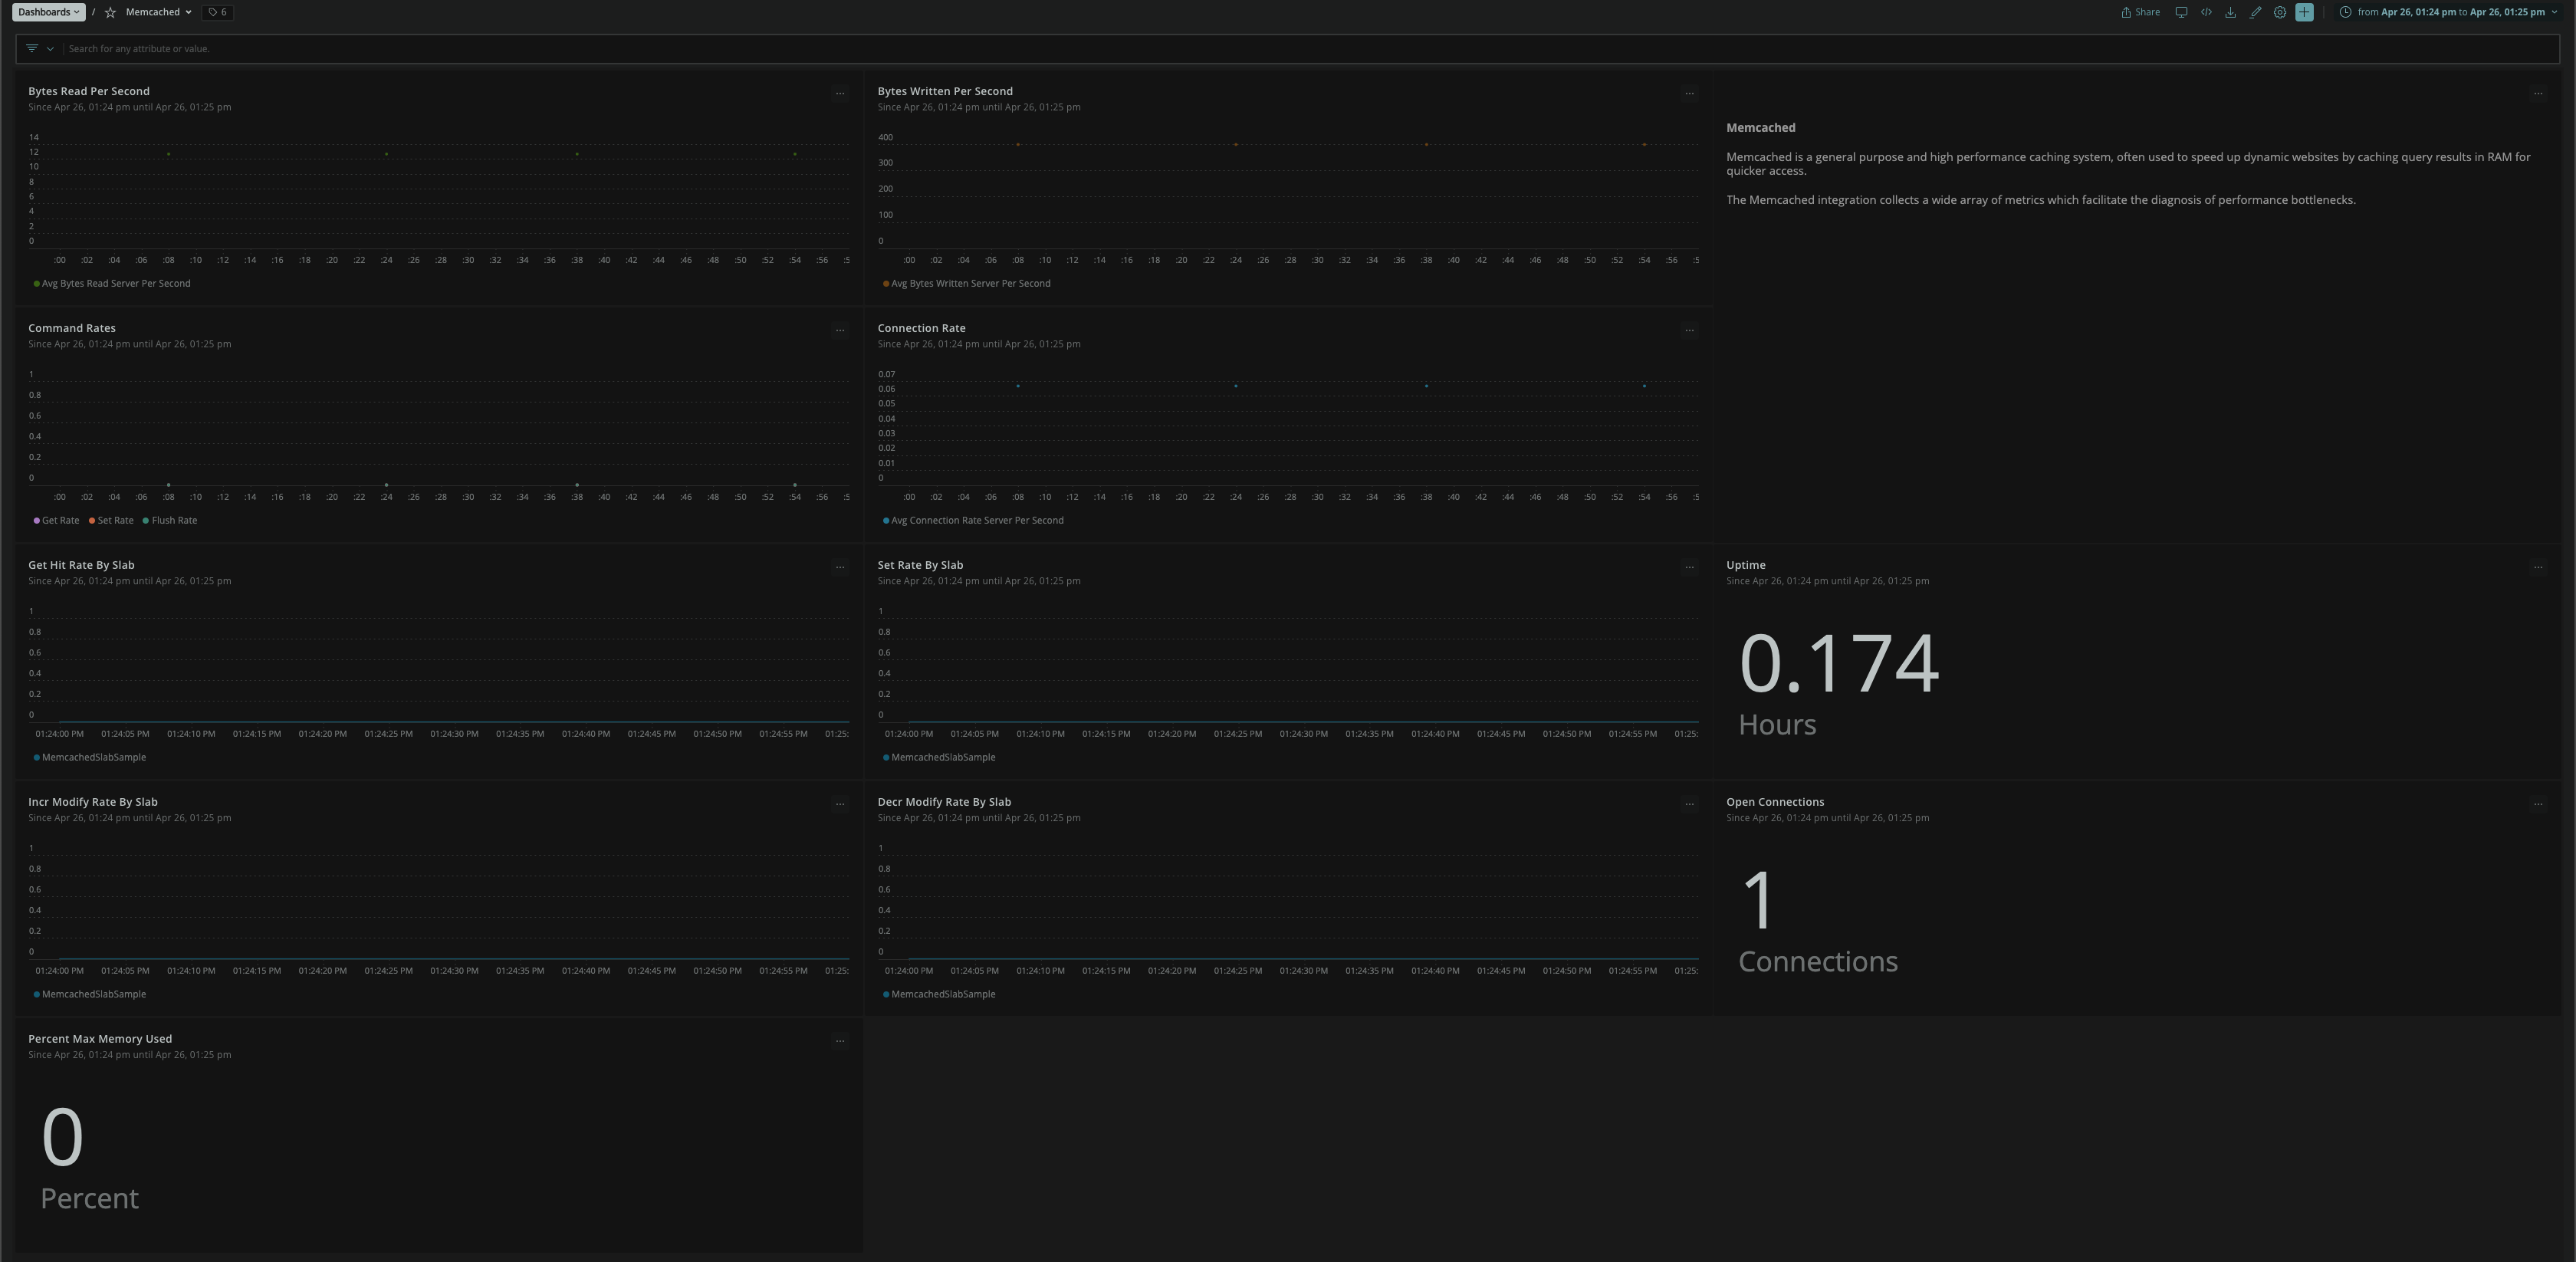 Dashboards / Memcached 6 Share from Apr 26, 01:24 pm to Apr 26, 01:25 pm
Search for any attribute or value.
Bytes Read Per Second
Since Apr 26, 01:24 pm until Apr 26, 01:25 pm
14
12
10
8
6
4
2
0
:00 :02 :04 :06 :08 :10 :12 :14 :16 :18 :20 :22 :24 :26 :28 :30 :32 :34 :36 :38 :40 :42 :44 :46 :48 :50 :52 :54 :56 :5
Avg Bytes Read Server Per Second
Bytes Written Per Second
Since Apr 26, 01:24 pm until Apr 26, 01:25 pm
400
300
200
100
0
:00 :02 :04 :06 :08 :10 :12 :14 :16 :18 :20 :22 :24 :26 :28 :30 :32 :34 :36 :38 :40 :42 :44 :46 :48 :50 :52 :54 :56 :5
Avg Bytes Written Server Per Second
Memcached
Memcached is a general purpose and high performance caching system, often used to speed up dynamic websites by caching query results in RAM for
quicker access.
The Memcached integration collects a wide array of metrics which facilitate the diagnosis of performance bottlenecks.
Command Rates
Since Apr 26, 01:24 pm until Apr 26, 01:25 pm
1
0.8
0.6
0.4
0.2
0
:00 :02 :04 :06 :08 :10 :12 :14 :16 :18 :20 :22 :24 :26 :28 :30 :32 :34 :36 :38 :40 :42 :44 :46 :48 :50 :52 :54 :56 :5
Get Rate Set Rate Flush Rate
Connection Rate
Since Apr 26, 01:24 pm until Apr 26, 01:25 pm
0.07
0.06
0.05
0.04
0.03
0.02
0.01
0
:00 :02 :04 :06 :08 :10 :12 :14 :16 :18 :20 :22 :24 :26 :28 :30 :32 :34 :36 :38 :40 :42 :44 :46 :48 :50 :52 :54 :56 :5
Avg Connection Rate Server Per Second
Get Hit Rate By Slab
Since Apr 26, 01:24 pm until Apr 26, 01:25 pm
1
0.8
0.6
0.4
0.2
0
01:24:00 PM 01:24:05 PM 01:24:10 PM 01:24:15 PM 01:24:20 PM 01:24:25 PM 01:24:30 PM 01:24:35 PM 01:24:40 PM 01:24:45 PM 01:24:50 PM 01:24:55 PM 01:25:
MemcachedSlabSample
Set Rate By Slab
Since Apr 26, 01:24 pm until Apr 26, 01:25 pm
1
0.8
0.6
0.4
0.2
0
01:24:00 PM 01:24:05 PM 01:24:10 PM 01:24:15 PM 01:24:20 PM 01:24:25 PM 01:24:30 PM 01:24:35 PM 01:24:40 PM 01:24:45 PM 01:24:50 PM 01:24:55 PM 01:25:
MemcachedSlabSample
Uptime
Since Apr 26, 01:24 pm until Apr 26, 01:25 pm
0.174
Hours
Incr Modify Rate By Slab
Since Apr 26, 01:24 pm until Apr 26, 01:25 pm
1
0.8
0.6
0.4
0.2
0
01:24:00 PM 01:24:05 PM 01:24:10 PM 01:24:15 PM 01:24:20 PM 01:24:25 PM 01:24:30 PM 01:24:35 PM 01:24:40 PM 01:24:45 PM 01:24:50 PM 01:24:55 PM 01:25:
MemcachedSlabSample
Decr Modify Rate By Slab
Since Apr 26, 01:24 pm until Apr 26, 01:25 pm
1
0.8
0.6
0.4
0.2
0
01:24:00 PM 01:24:05 PM 01:24:10 PM 01:24:15 PM 01:24:20 PM 01:24:25 PM 01:24:30 PM 01:24:35 PM 01:24:40 PM 01:24:45 PM 01:24:50 PM 01:24:55 PM 01:25:
MemcachedSlabSample
Open Connections
Since Apr 26, 01:24 pm until Apr 26, 01:25 pm
1
Connections
Percent Max Memory Used
Since Apr 26, 01:24 pm until Apr 26, 01:25 pm
0
Percent